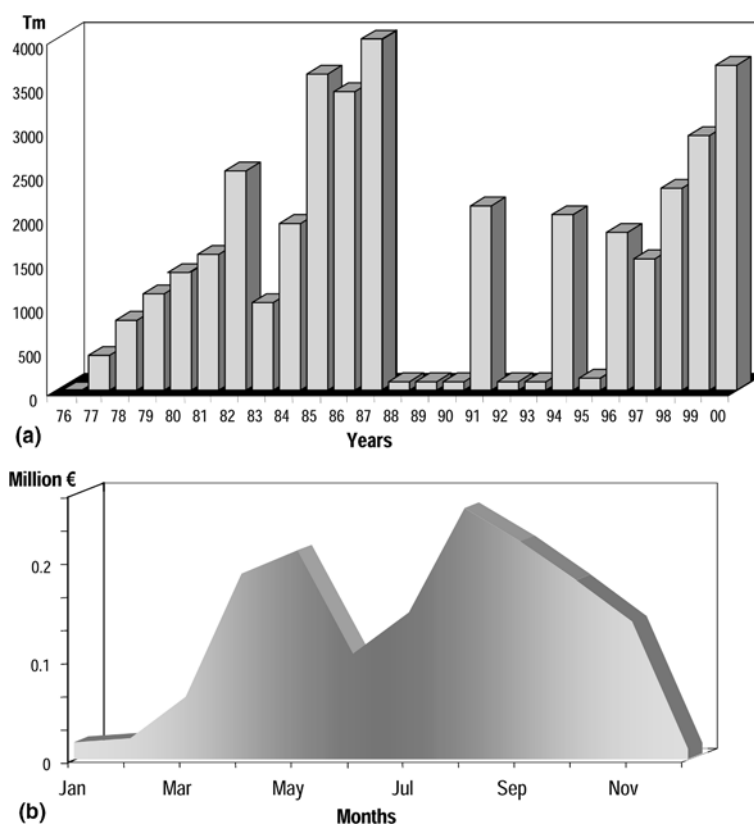 Tm
4000
3500
3000
2500
2000
1500
1000
500
0
76 77 78 79 80 81 82 83 84 85 86 87 88 89 90 91 92 93 94 95 96 97 98 99 00
(a)
Years
Million €
0.2
0.1
0
Jan Mar May Jul Sep Nov
(b)
Months